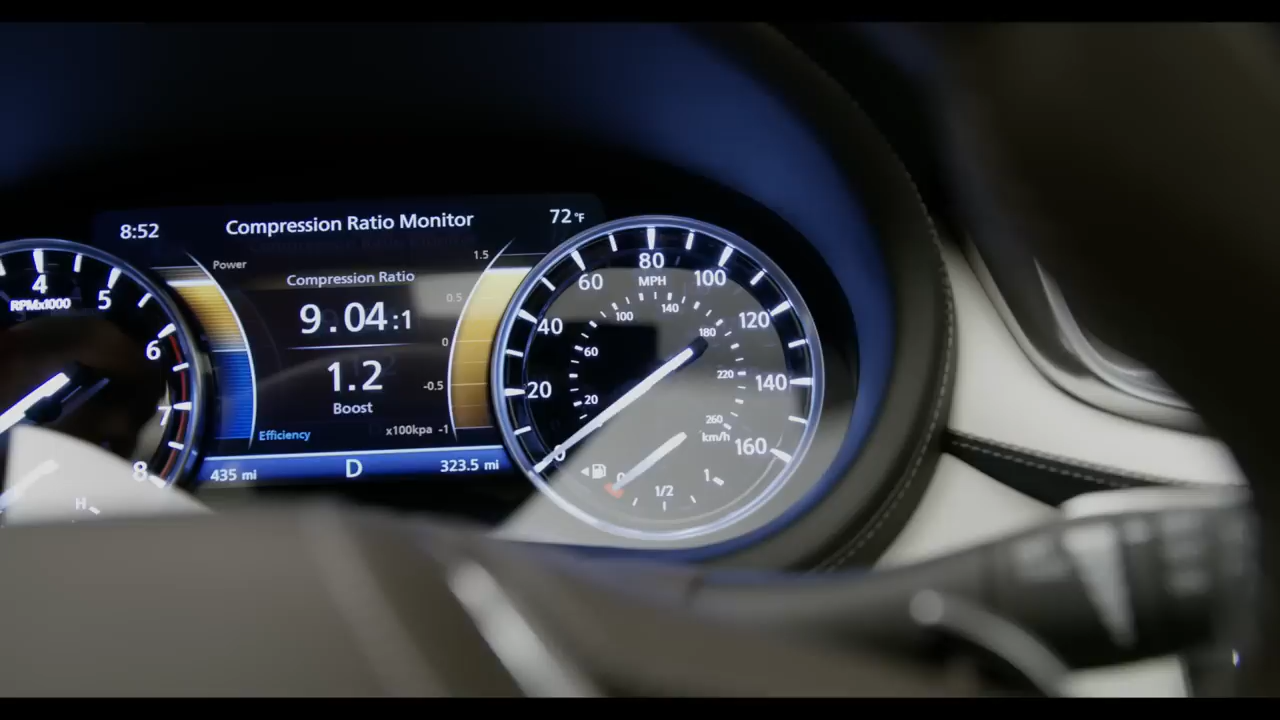 8:52
Compression Ratio Monitor
72°F
4
RPMx1000
5
6
7
8
H
Power
Compression Ratio
9.04:1
1.2
Boost
Efficiency
1.5
0.5
0
-0.5
x100kpa -1
435 mi
D
323.5 mi
0
20
40
60
80
100
120
140
160
MPH
20
60
100
140
180
220
260
km/h
0
1/2
1